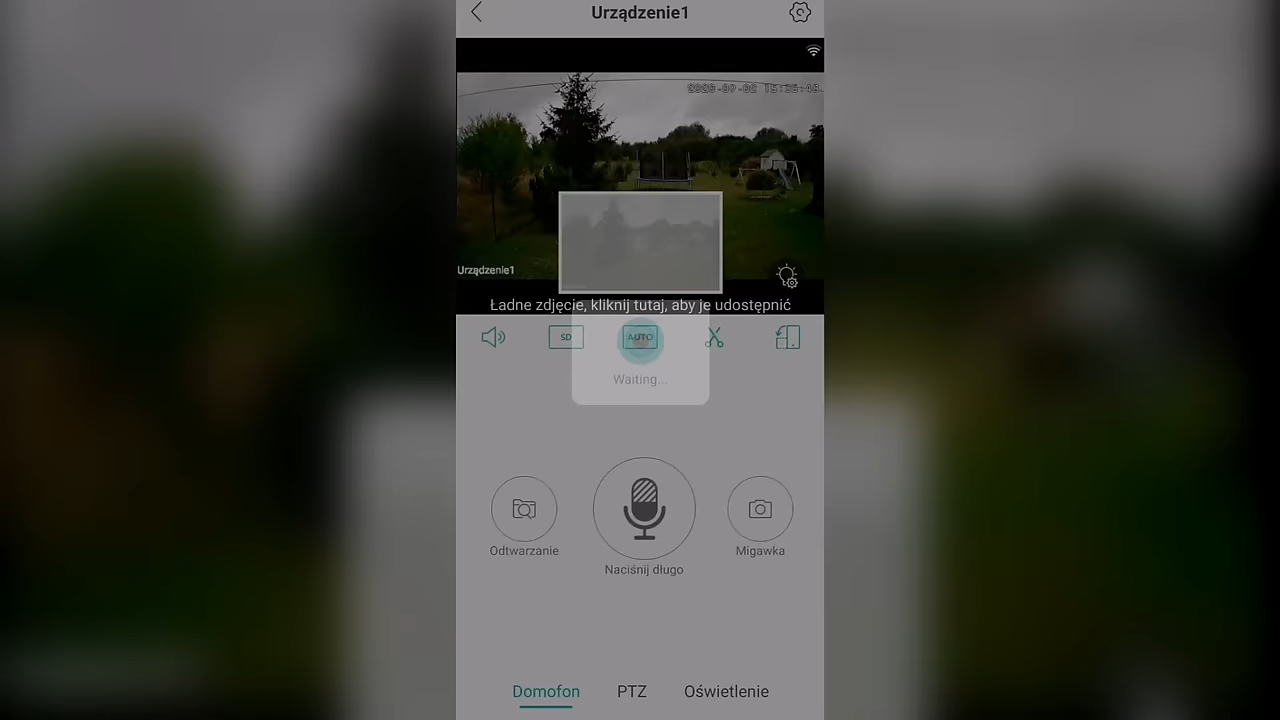 Urządzenie1
Urządzenie1
Ładne zdjęcie, kliknij tutaj, aby je udostępnić
SD
AUTO
Waiting...
Odtwarzanie
Naciśnij długo
Migawka
Domofon
PTZ
Oświetlenie